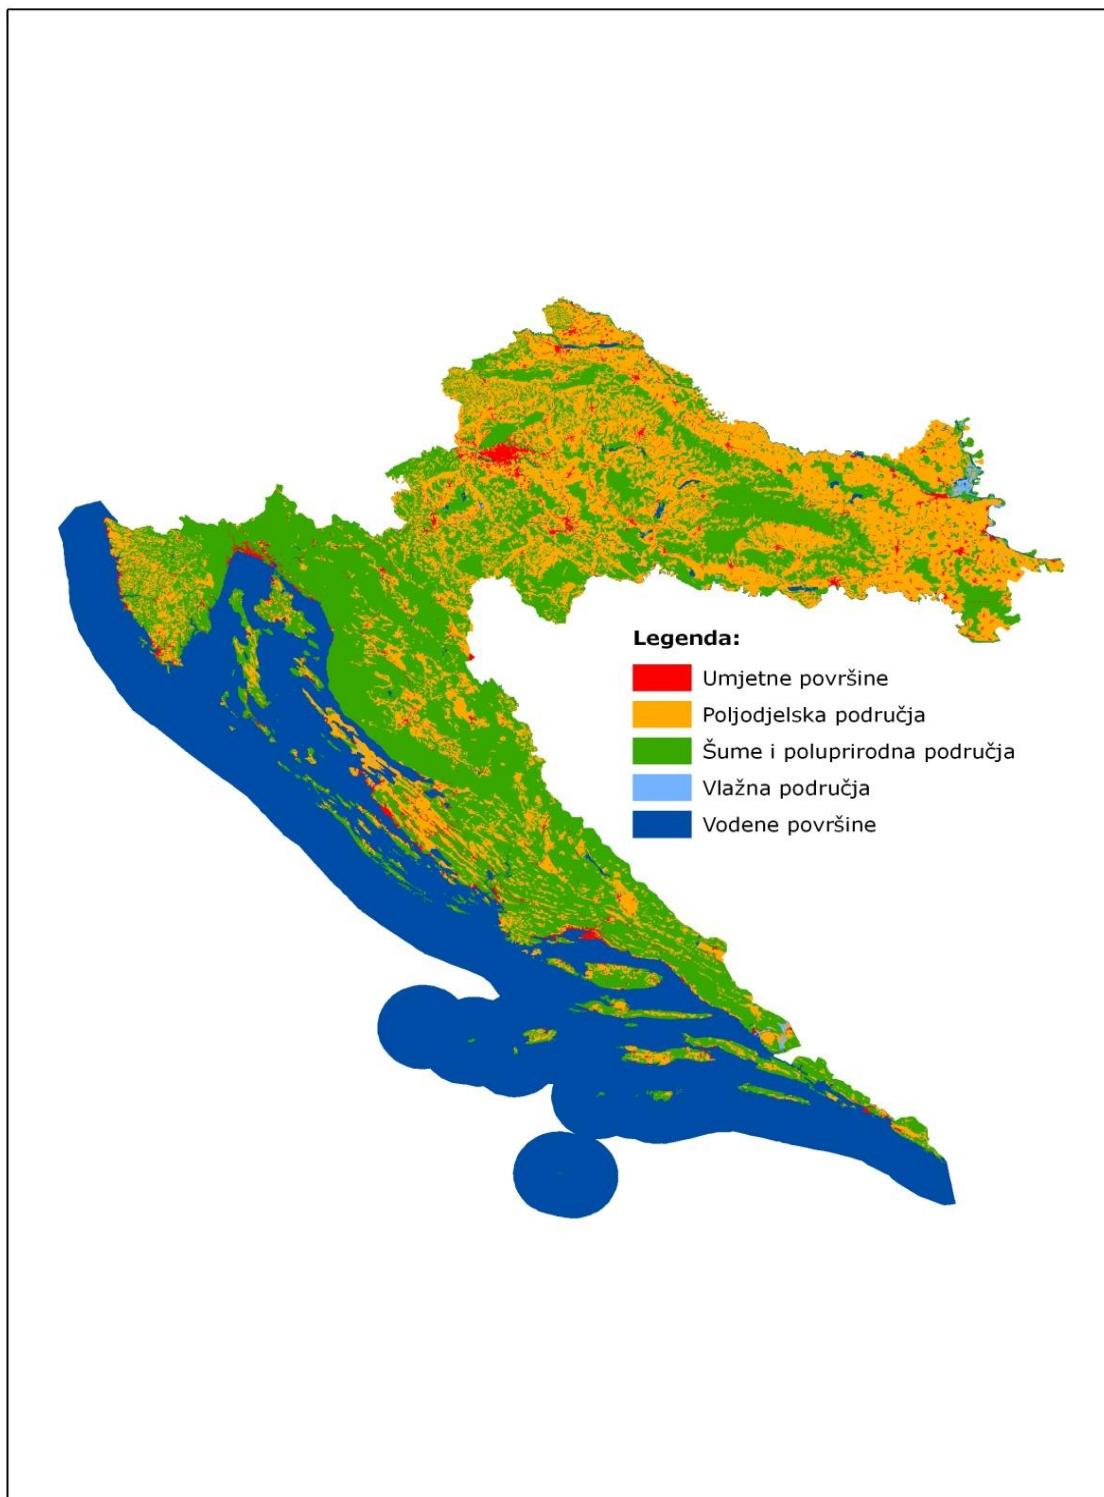 Legenda:
Umjetne površine
Poljodjelska područja
Šume i poluprirodna područja
Vlažna područja
Vodene površine